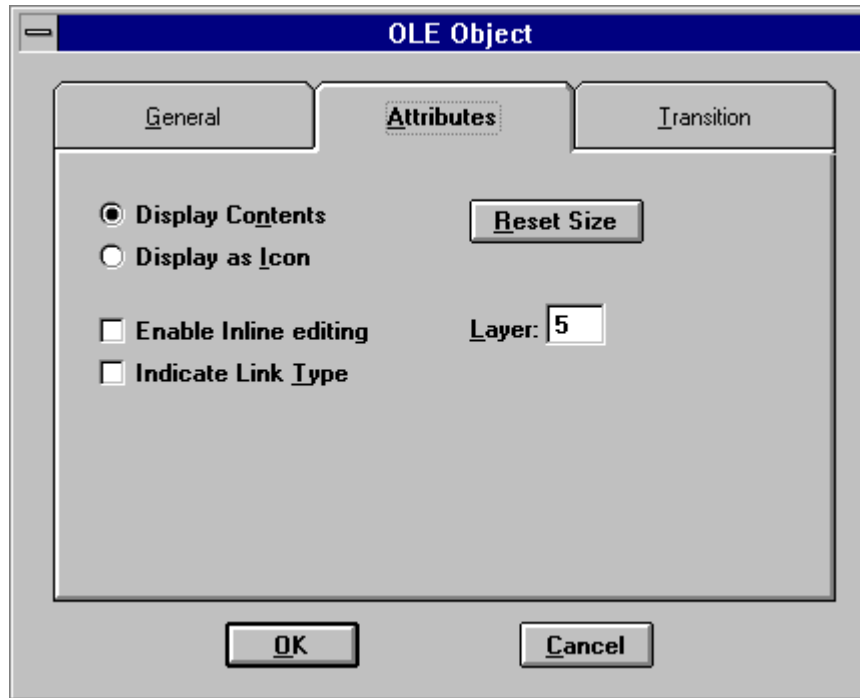 OLE Object
General Attributes Transition
Display Contents Reset Size
Display as Icon
Enable Inline editing Layer: 5
Indicate Link Type
OK Cancel